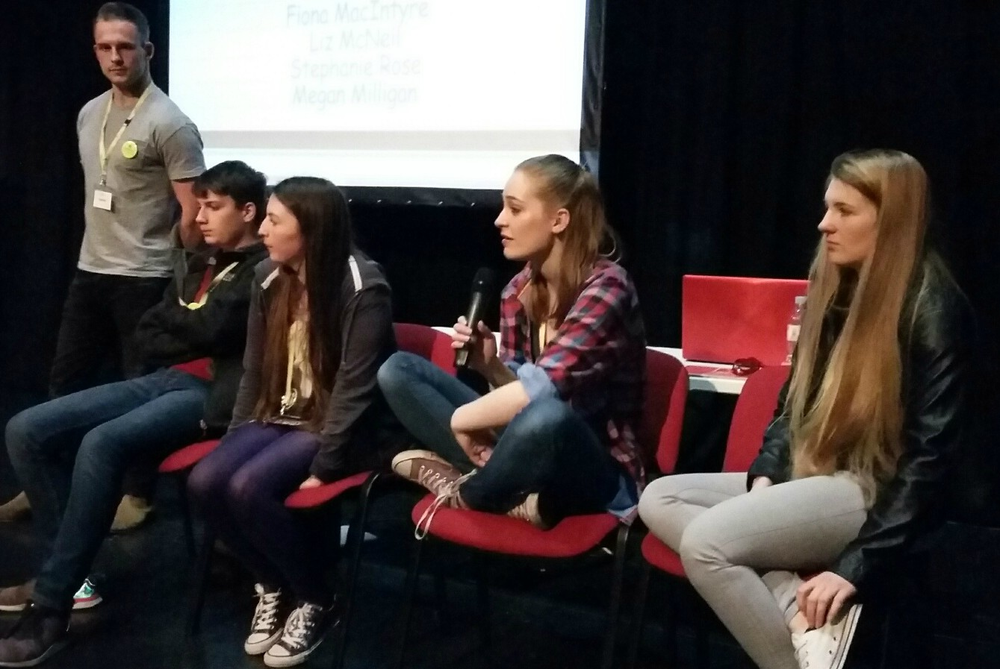 Fiona MacIntyre
Liz McNeil
Stephanie Rose
Megan Milligan